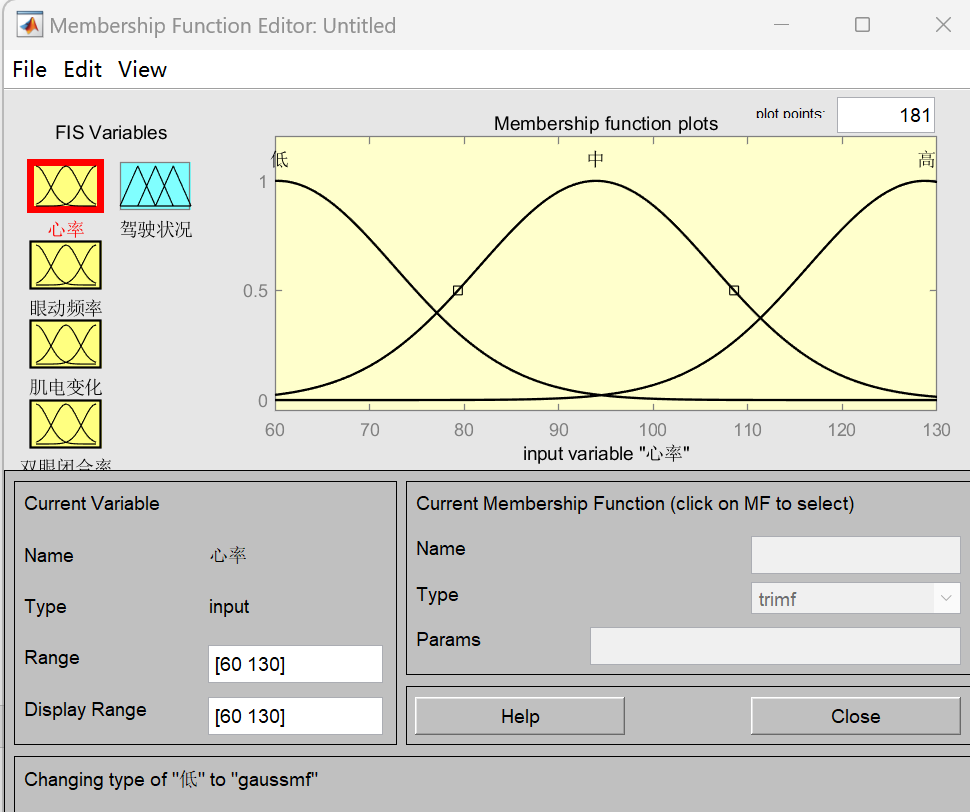 Membership Function Editor: Untitled
File Edit View
FIS Variables
Membership function plots
plot points:
181
心率
驾驶状况
眼动频率
肌电变化
双眼闭合率
低
中
高
1
0.5
0
60 70 80 90 100 110 120 130
input variable "心率"
Current Variable
Name 心率
Type input
Range [60 130]
Display Range [60 130]
Current Membership Function (click on MF to select)
Name
Type trimf
Params
Help
Close
Changing type of "低" to "gaussmf"